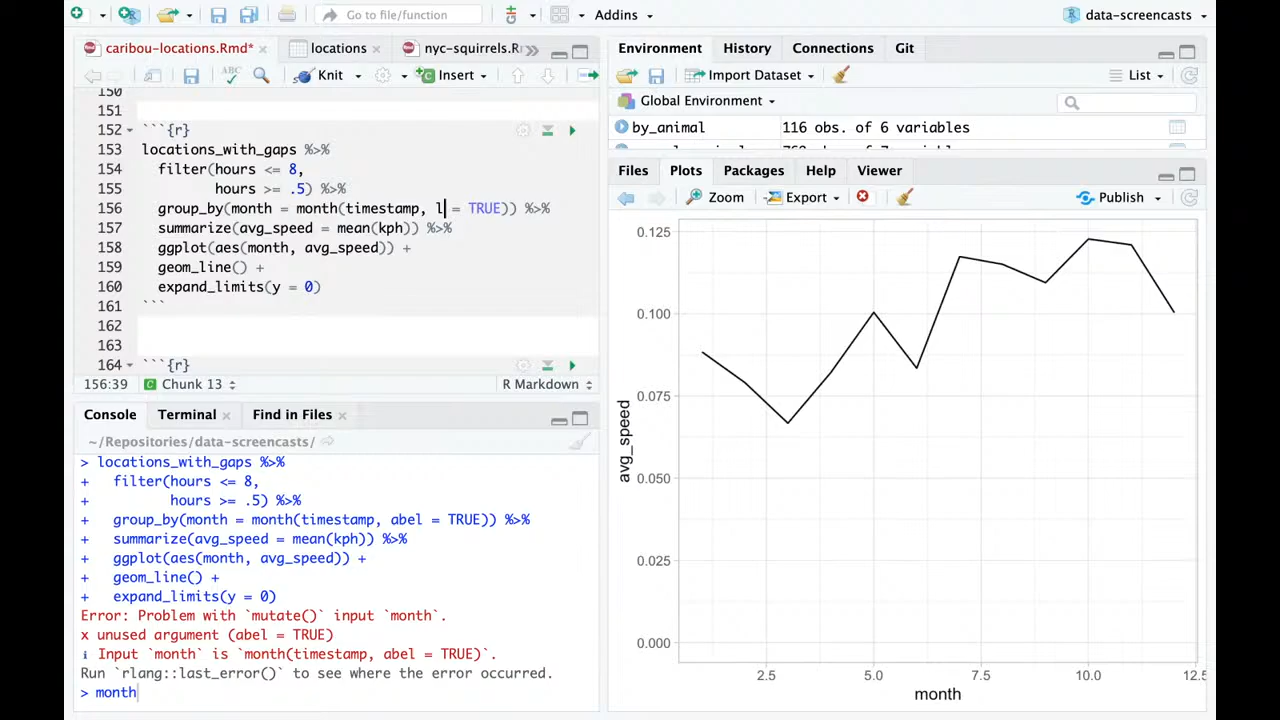 Go to file/function
Addins
data-screencasts
caribou-locations.Rmd*
locations
nyc-squirrels.R
ABC
Knit
Insert
150
151
152 ```{r}
153 locations_with_gaps %>%
154 filter(hours <= 8,
155 hours >= .5) %>%
156 group_by(month = month(timestamp, l = TRUE)) %>%
157 summarize(avg_speed = mean(kph)) %>%
158 ggplot(aes(month, avg_speed)) +
159 geom_line() +
160 expand_limits(y = 0)
161 ```
162
163
164 ```{r}
156:39 Chunk 13 R Markdown
Console Terminal Find in Files
~/Repositories/data-screencasts/
> locations_with_gaps %>%
+ filter(hours <= 8,
+ hours >= .5) %>%
+ group_by(month = month(timestamp, abel = TRUE)) %>%
+ summarize(avg_speed = mean(kph)) %>%
+ ggplot(aes(month, avg_speed)) +
+ geom_line() +
+ expand_limits(y = 0)
Error: Problem with `mutate()` input `month`.
x unused argument (abel = TRUE)
i Input `month` is `month(timestamp, abel = TRUE)`.
Run `rlang::last_error()` to see where the error occurred.
> month
Environment History Connections Git
Import Dataset List
Global Environment
by_animal 116 obs. of 6 variables
Files Plots Packages Help Viewer
Zoom Export Publish
0.125
0.100
0.075
0.050
0.025
0.000
avg_speed
2.5 5.0 7.5 10.0 12.5
month